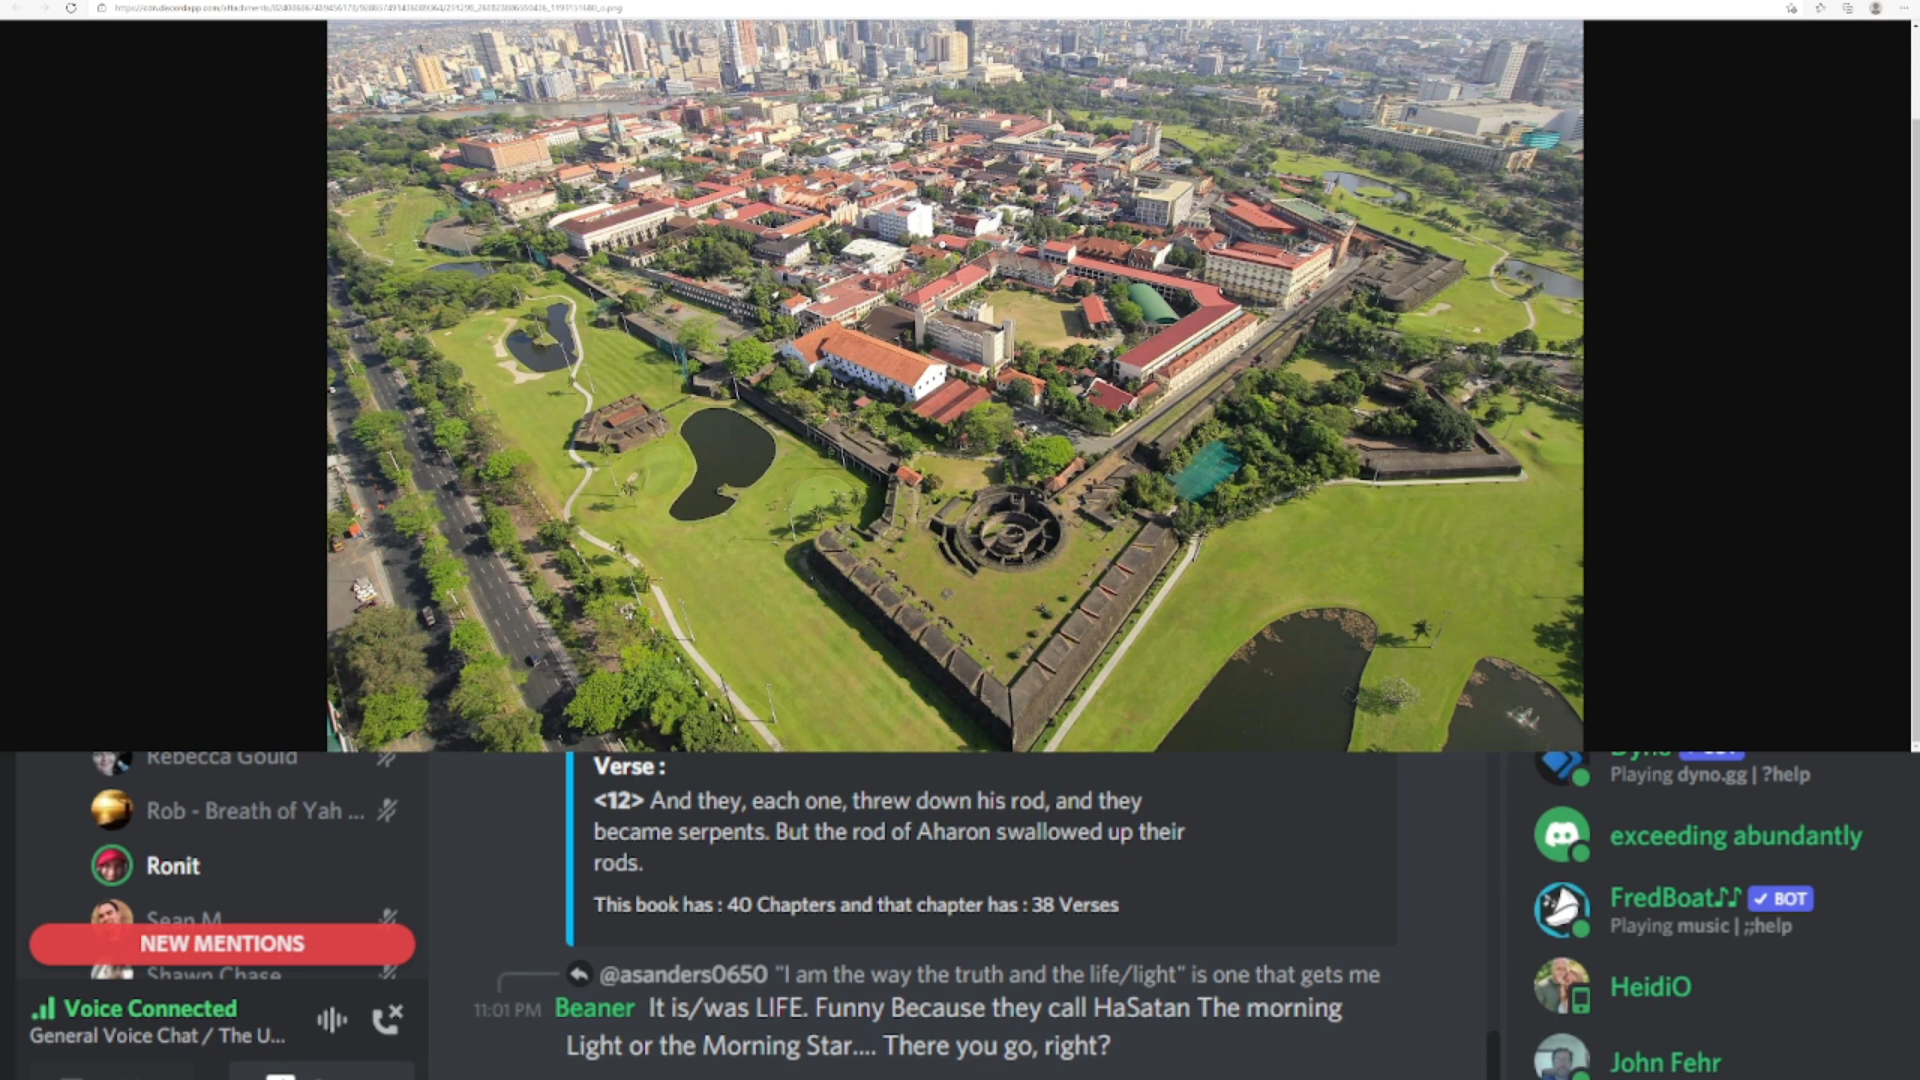 Rebecca Gould
Rob - Breath of Yah ...
Ronit
Sean M
NEW MENTIONS
Shawn Chase
Voice Connected
General Voice Chat / The U...
Verse :
<12> And they, each one, threw down his rod, and they
became serpents. But the rod of Aharon swallowed up their
rods.
This book has : 40 Chapters and that chapter has : 38 Verses
@asanders0650 "I am the way the truth and the life/light" is one that gets me
11:01 PM Beaner It is/was LIFE. Funny Because they call HaSatan The morning
Light or the Morning Star.... There you go, right?
Playing dyno.gg | ?help
exceeding abundantly
FredBoat♪♪ ✓ BOT
Playing music | ;;help
HeidiO
John Fehr